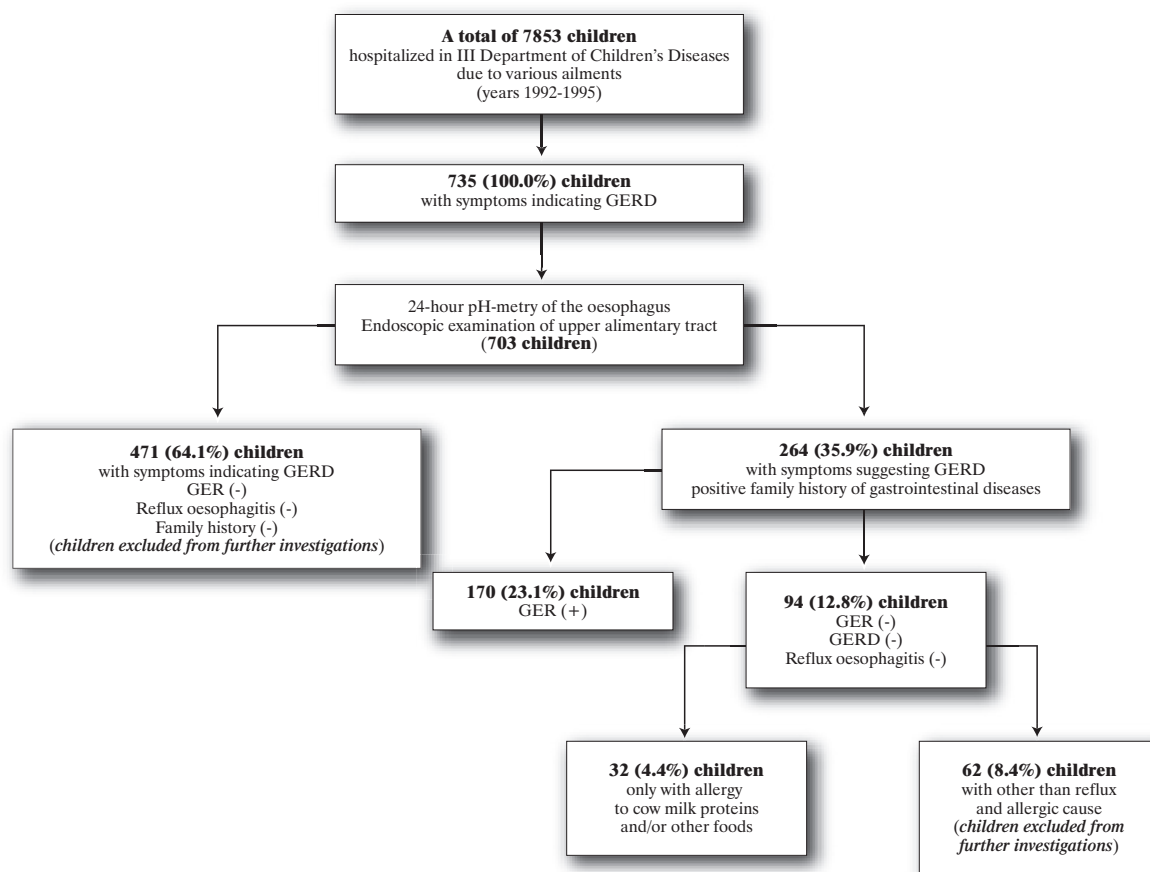 A total of 7853 children
hospitalized in III Department of Children's Diseases
due to various ailments
(years 1992-1995)
735 (100.0%) children
with symptoms indicating GERD
24-hour pH-metry of the oesophagus
Endoscopic examination of upper alimentary tract
(703 children)
471 (64.1%) children
with symptoms indicating GERD
GER (-)
Reflux oesophagitis (-)
Family history (-)
(children excluded from further investigations)
264 (35.9%) children
with symptoms suggesting GERD
positive family history of gastrointestinal diseases
170 (23.1%) children
GER (+)
94 (12.8%) children
GER (-)
GERD (-)
Reflux oesophagitis (-)
32 (4.4%) children
only with allergy
to cow milk proteins
and/or other foods
62 (8.4%) children
with other than reflux
and allergic cause
(children excluded from
further investigations)